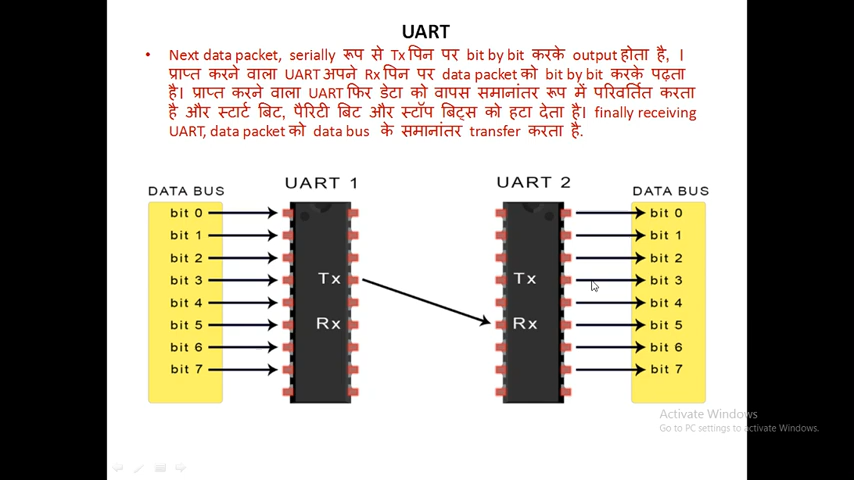 UART
• Next data packet, serially रूप से Tx पिन पर bit by bit करके output होता है, ।
प्राप्त करने वाला UART अपने Rx पिन पर data packet को bit by bit करके पढ़ता
है। प्राप्त करने वाला UART फिर डेटा को वापस समानांतर रूप में परिवर्तित करता
है और स्टार्ट बिट, पैरिटी बिट और स्टॉप बिट्स को हटा देता है। finally receiving
UART, data packet को data bus के समानांतर transfer करता है.
UART 1
UART 2
DATA BUS
DATA BUS
bit 0
bit 1
bit 2
bit 3
bit 4
bit 5
bit 6
bit 7
Tx
Rx
Tx
Rx
bit 0
bit 1
bit 2
bit 3
bit 4
bit 5
bit 6
bit 7
Activate Windows
Go to PC settings to activate Windows.